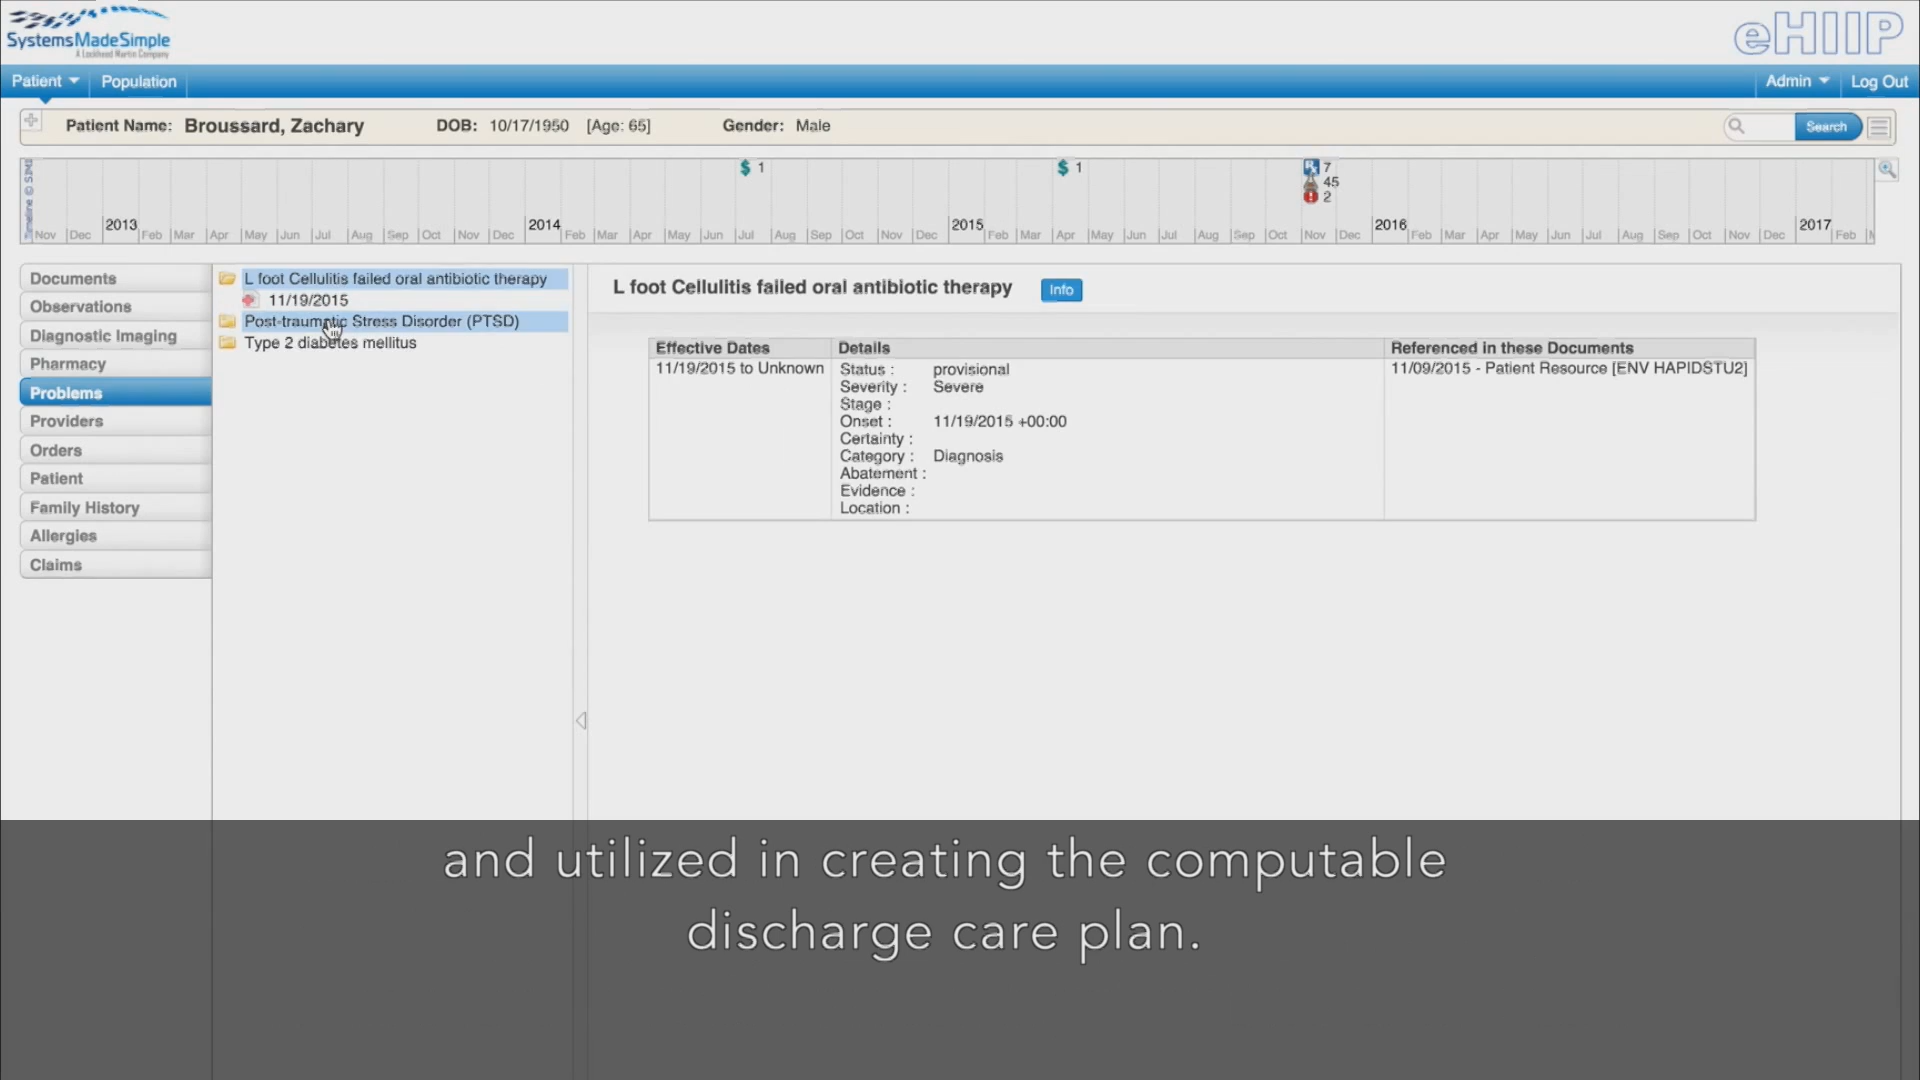 SystemsMadeSimple
A Lockheed Martin Company
eHIIP
Patient Population Admin Log Out
Patient Name: Broussard, Zachary DOB: 10/17/1950 [Age: 65] Gender: Male Search
$ 1 $ 1 7
45
2
2013 2014 2015 2016 2017
Nov Dec Feb Mar Apr May Jun Jul Aug Sep Oct Nov Dec Feb Mar Apr May Jun Jul Aug Sep Oct Nov Dec Feb Mar Apr May Jun Jul Aug Sep Oct Nov Dec Feb Mar Apr May Jun Jul Aug Sep Oct Nov Dec Feb
Documents
Observations
Diagnostic Imaging
Pharmacy
Problems
Providers
Orders
Patient
Family History
Allergies
Claims
L foot Cellulitis failed oral antibiotic therapy
11/19/2015
Post-traumatic Stress Disorder (PTSD)
Type 2 diabetes mellitus
L foot Cellulitis failed oral antibiotic therapy Info
Effective Dates Details Referenced in these Documents
11/19/2015 to Unknown Status : provisional 11/09/2015 - Patient Resource [ENV HAPIDSTU2]
Severity : Severe
Stage :
Onset : 11/19/2015 +00:00
Certainty :
Category : Diagnosis
Abatement :
Evidence :
Location :
and utilized in creating the computable
discharge care plan.